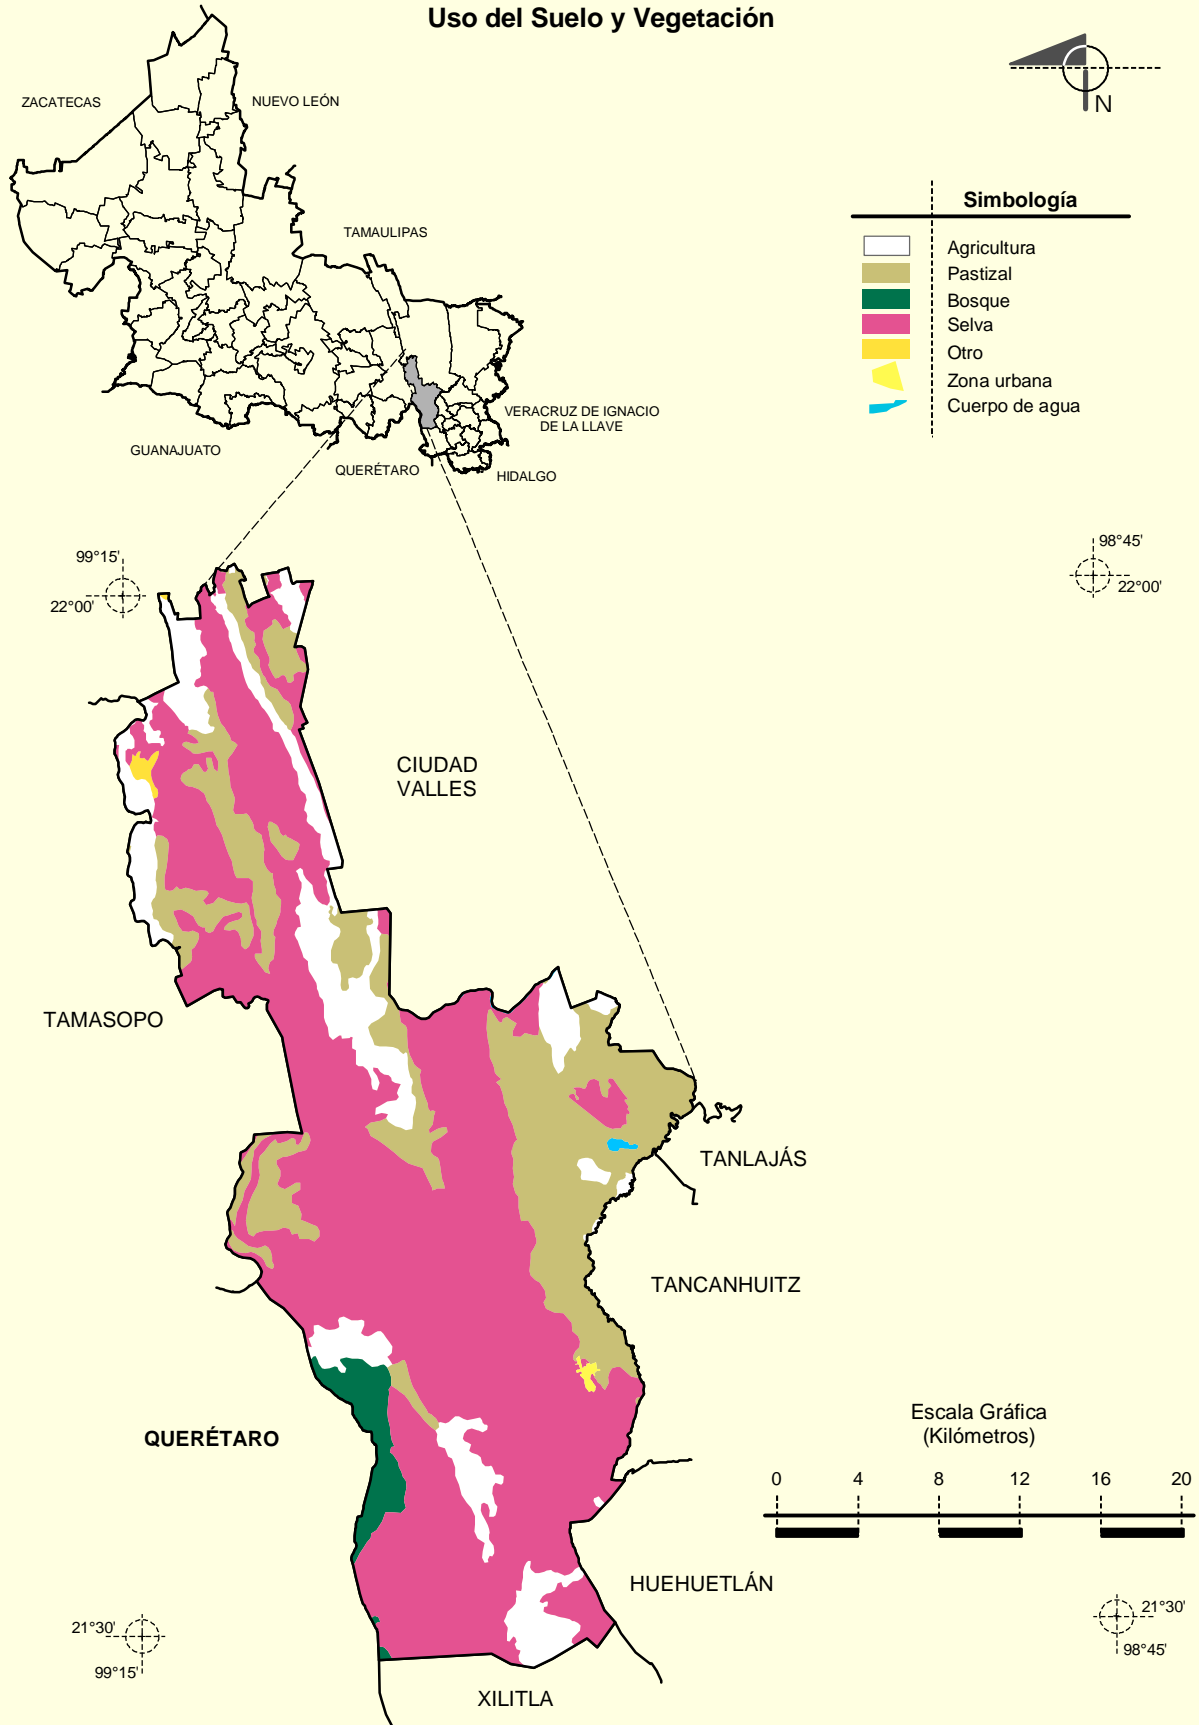 Uso del Suelo y Vegetación
N
ZACATECAS
NUEVO LEÓN
TAMAULIPAS
VERACRUZ DE IGNACIO
DE LA LLAVE
GUANAJUATO
QUERÉTARO
HIDALGO
Simbología
Agricultura
Pastizal
Bosque
Selva
Otro
Zona urbana
Cuerpo de agua
99°15'
22°00'
98°45'
22°00'
CIUDAD
VALLES
TAMASOPO
TANLAJÁS
TANCANHUITZ
QUERÉTARO
Escala Gráfica
(Kilómetros)
0 4 8 12 16 20
HUEHUETLÁN
21°30'
99°15'
21°30'
98°45'
XILITLA